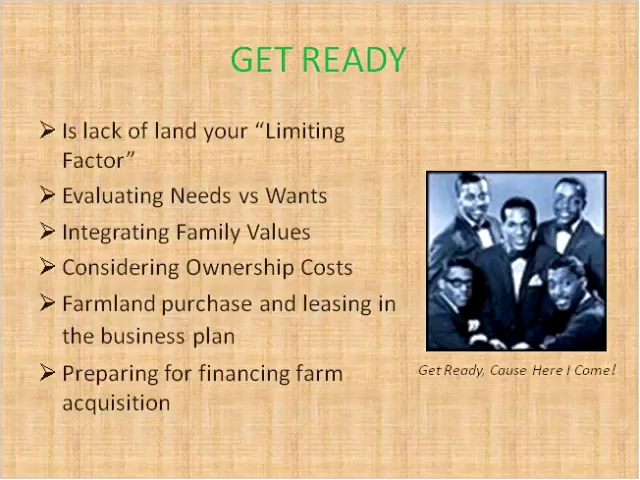 GET READY
Is lack of land your “Limiting
Factor”
Evaluating Needs vs Wants
Integrating Family Values
Considering Ownership Costs
Farmland purchase and leasing in
the business plan
Preparing for financing farm
acquisition
Get Ready, Cause Here I Come!